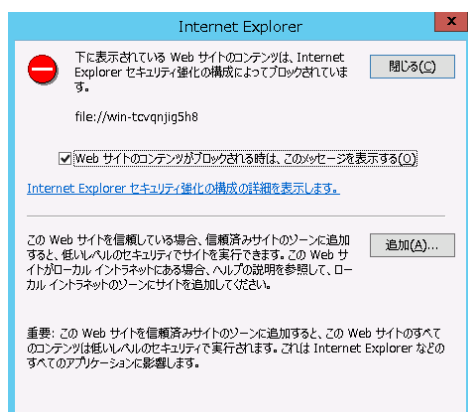 Internet Explorer
x
下に表示されている Web サイトのコンテンツは、Internet
Explorer セキュリティ強化の構成によってブロックされていま
す。
閉じる(C)
file://win-tcvqnjig5h8
Web サイトのコンテンツがブロックされる時は、このメッセージを表示する(O)
Internet Explorer セキュリティ強化の構成の詳細を表示します。
この Web サイトを信頼している場合、信頼済みサイトのゾーンに追加
すると、低いレベルのセキュリティでサイトを実行できます。この Web サ
イトがローカル イントラネットにある場合、ヘルプの説明を参照して、ロー
カル イントラネットのゾーンにサイトを追加してください。
追加(A)...
重要: この Web サイトを信頼済みサイトのゾーンに追加すると、この Web サイトのすべて
のコンテンツは低いレベルのセキュリティで実行されます。これは Internet Explorer などの
すべてのアプリケーションに影響します。